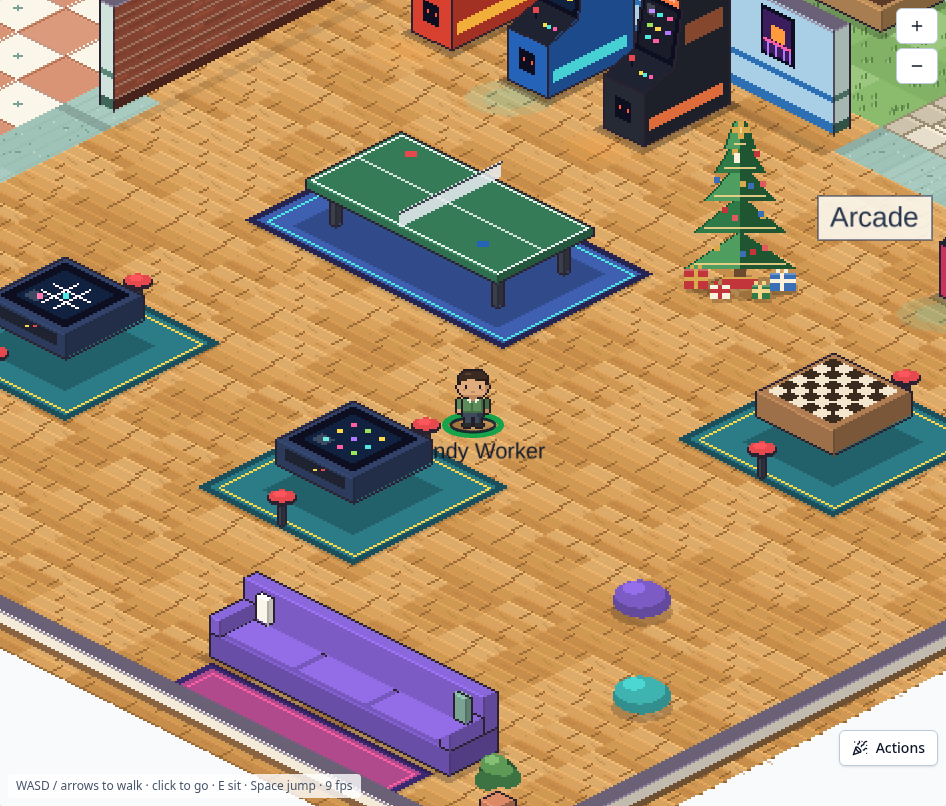 +
−
Arcade
ndy Worker
Actions
WASD / arrows to walk · click to go · E sit · Space jump · 9 fps